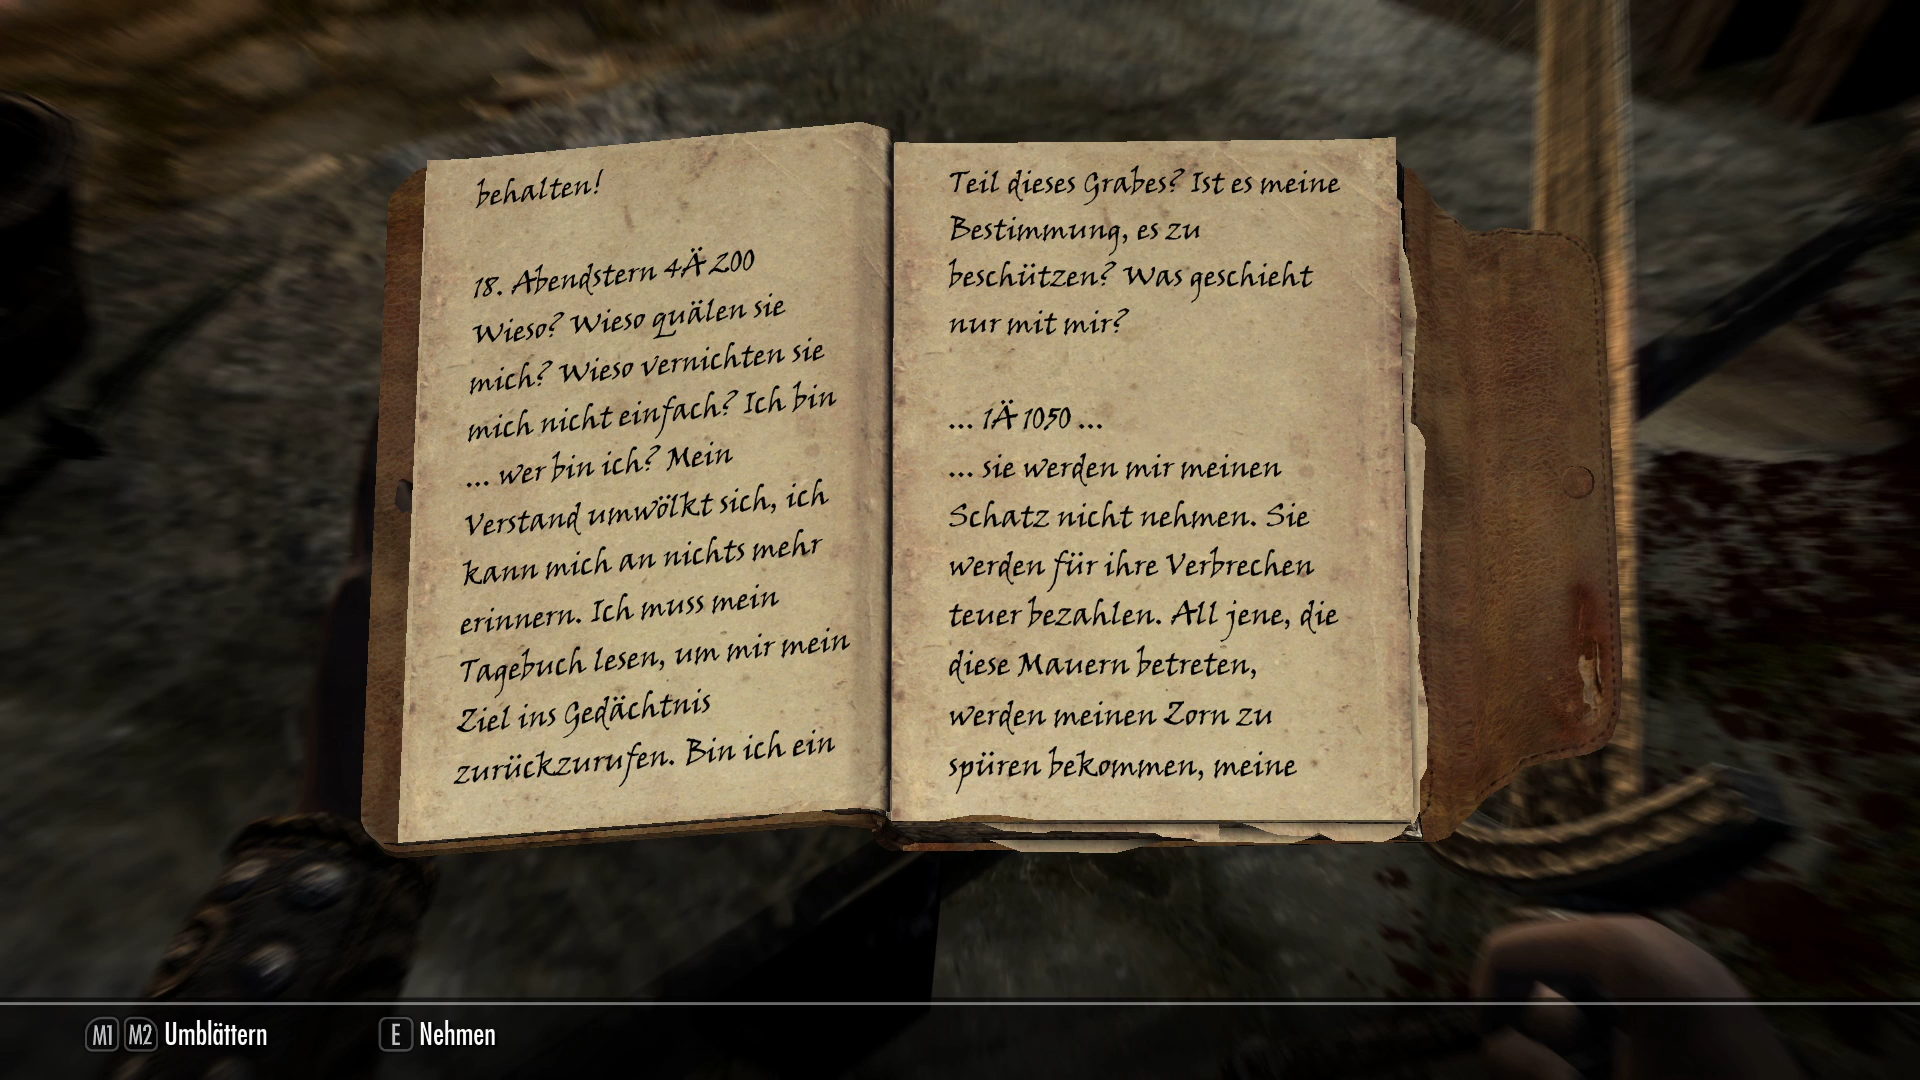 behalten!
18. Abendstern 4Ä 200
Wieso? Wieso quälen sie
mich? Wieso vernichten sie
mich nicht einfach? Ich bin
... wer bin ich? Mein
Verstand umwölkt sich, ich
kann mich an nichts mehr
erinnern. Ich muss mein
Tagebuch lesen, um mir mein
Ziel ins Gedächtnis
zurückzurufen. Bin ich ein
Teil dieses Grabes? Ist es meine
Bestimmung, es zu
beschützen? Was geschieht
nur mit mir?
... 1Ä 1050 ...
... sie werden mir meinen
Schatz nicht nehmen. Sie
werden für ihre Verbrechen
teuer bezahlen. All jene, die
diese Mauern betreten,
werden meinen Zorn zu
spüren bekommen, meine
M1 M2 Umblättern E Nehmen